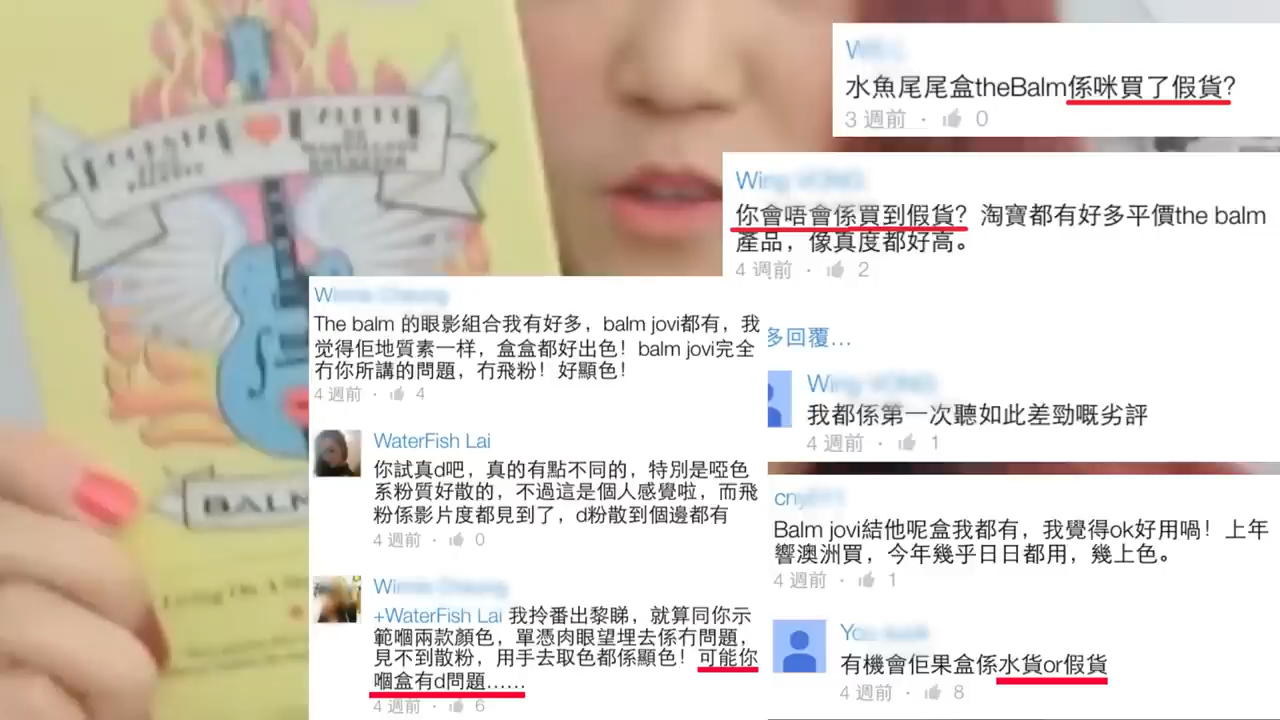 水魚尾尾盒theBalm係咪買了假貨?
3 週前 · 0
Wing
你會唔會係買到假貨? 淘寶都有好多平價the balm
產品，像真度都好高。
4 週前 · 2
多回覆…
Wing
我都係第一次聽如此差勁嘅劣評
4 週前 · 1
The balm 的眼影組合我有好多，balm jovi都有，我
觉得佢地質素一样，盒盒都好出色！balm jovi完全
冇你所講的問題，冇飛粉！好顯色！
4 週前 · 4
WaterFish Lai
你試真d吧，真的有點不同的，特別是啞色
系粉質好散的，不過這是個人感覺啦，而飛
粉係影片度都見到了，d粉散到個邊都有
4 週前 · 0
+WaterFish Lai 我拎番出黎睇，就算同你示
範嗰兩款顏色，單憑肉眼望埋去係冇問題，
見不到散粉，用手去取色都係顯色！可能你
嗰盒有d問題……
4 週前 · 6
Balm jovi結他呢盒我都有，我覺得ok好用喎！上年
響澳洲買，今年幾乎日日都用，幾上色。
4 週前 · 1
有機會佢果盒係水貨or假貨
4 週前 · 8
BALM